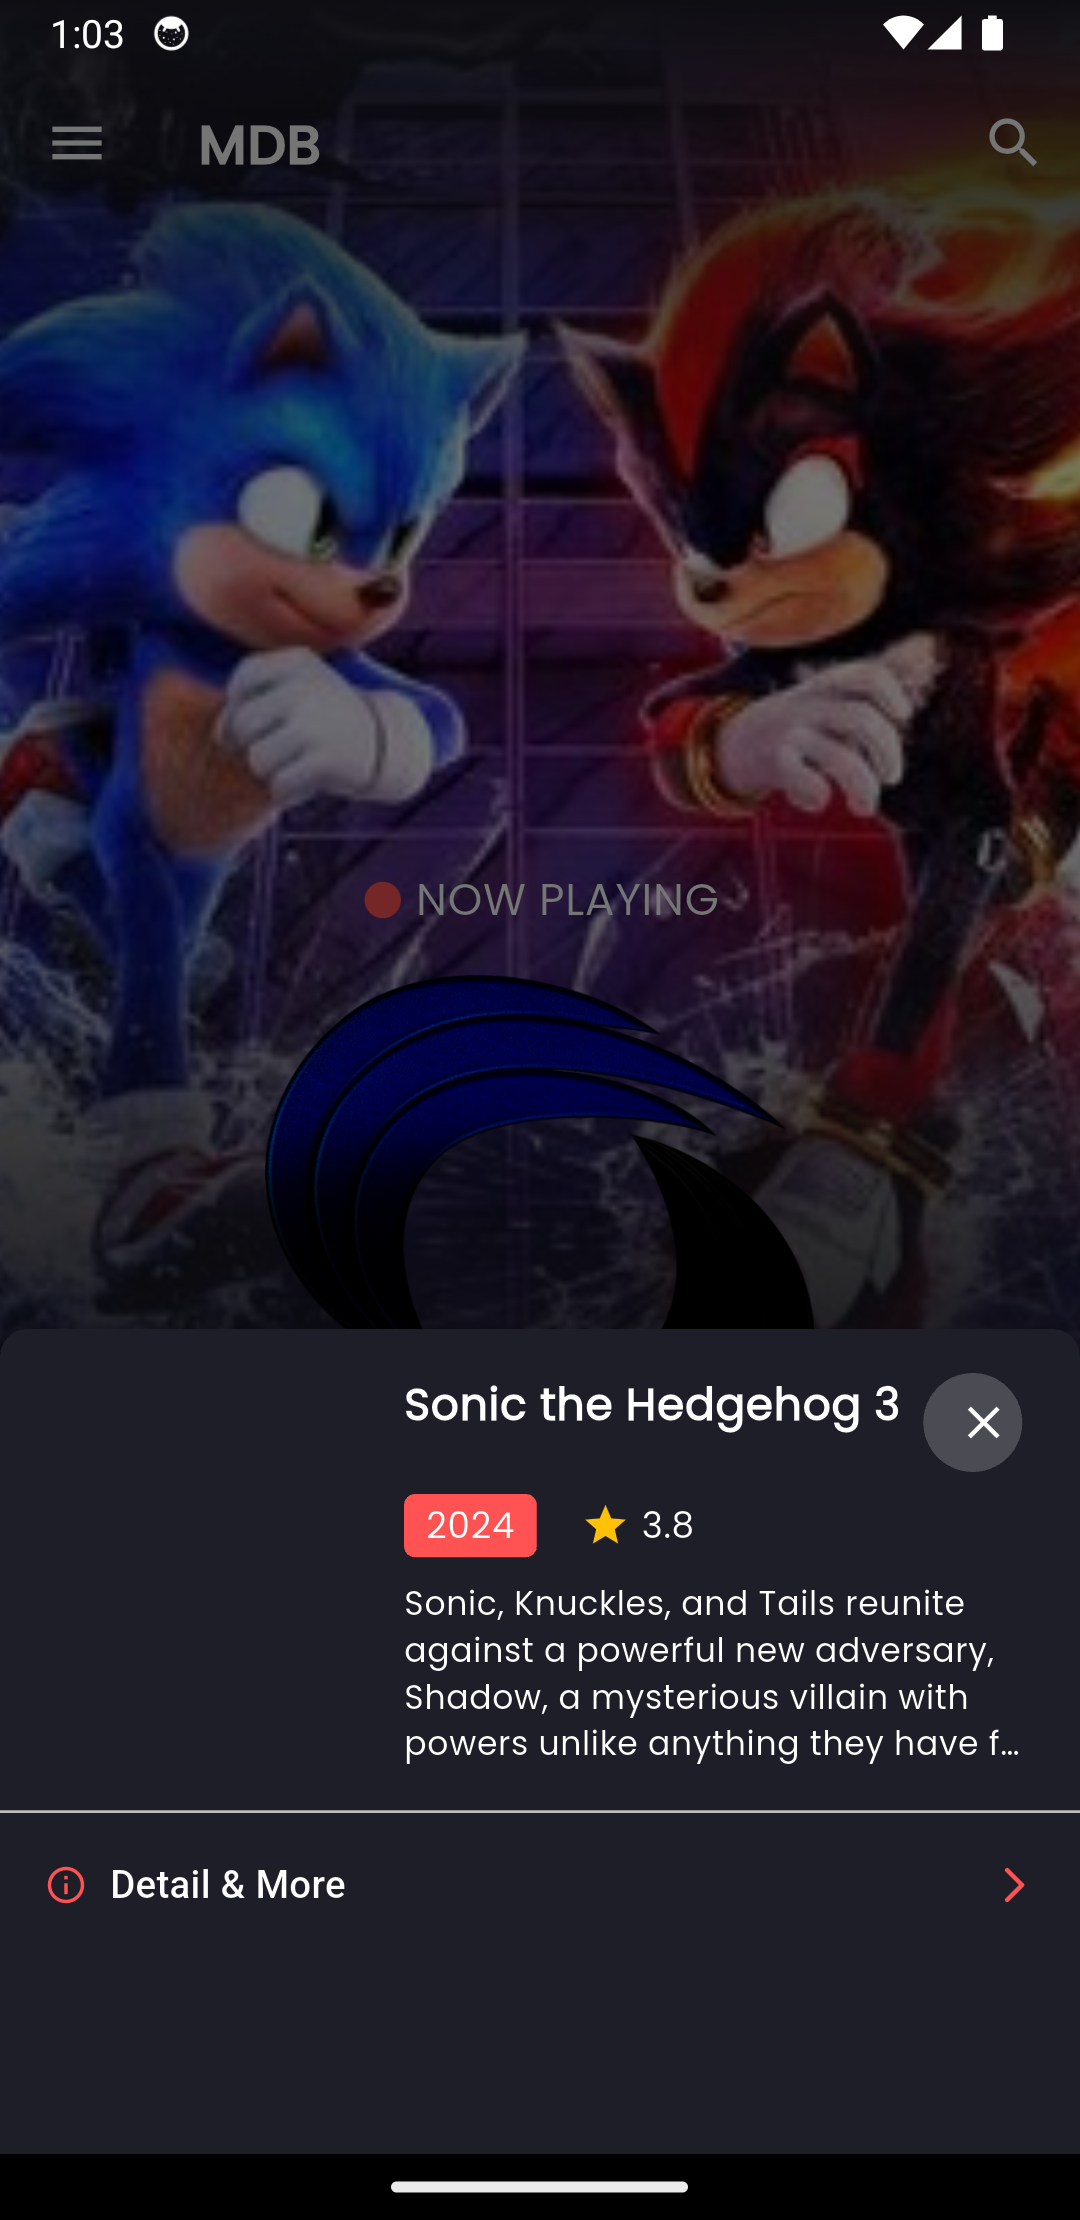 1:03
MDB
NOW PLAYING
Sonic the Hedgehog 3
2024
3.8
Sonic, Knuckles, and Tails reunite
against a powerful new adversary,
Shadow, a mysterious villain with
powers unlike anything they have f...
Detail & More